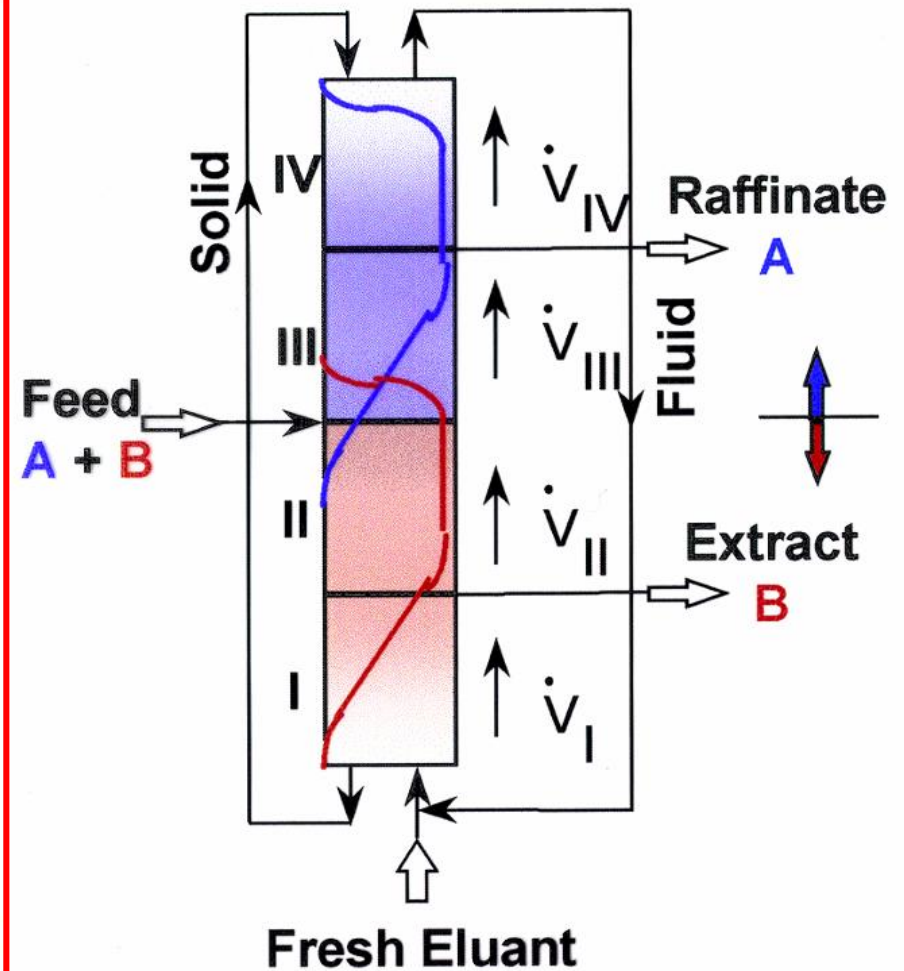 Solid
IV
V̇ IV
Raffinate
A
III
V̇ III
Fluid
Feed
A + B
II
V̇ II
Extract
B
I
V̇ I
Fresh Eluant